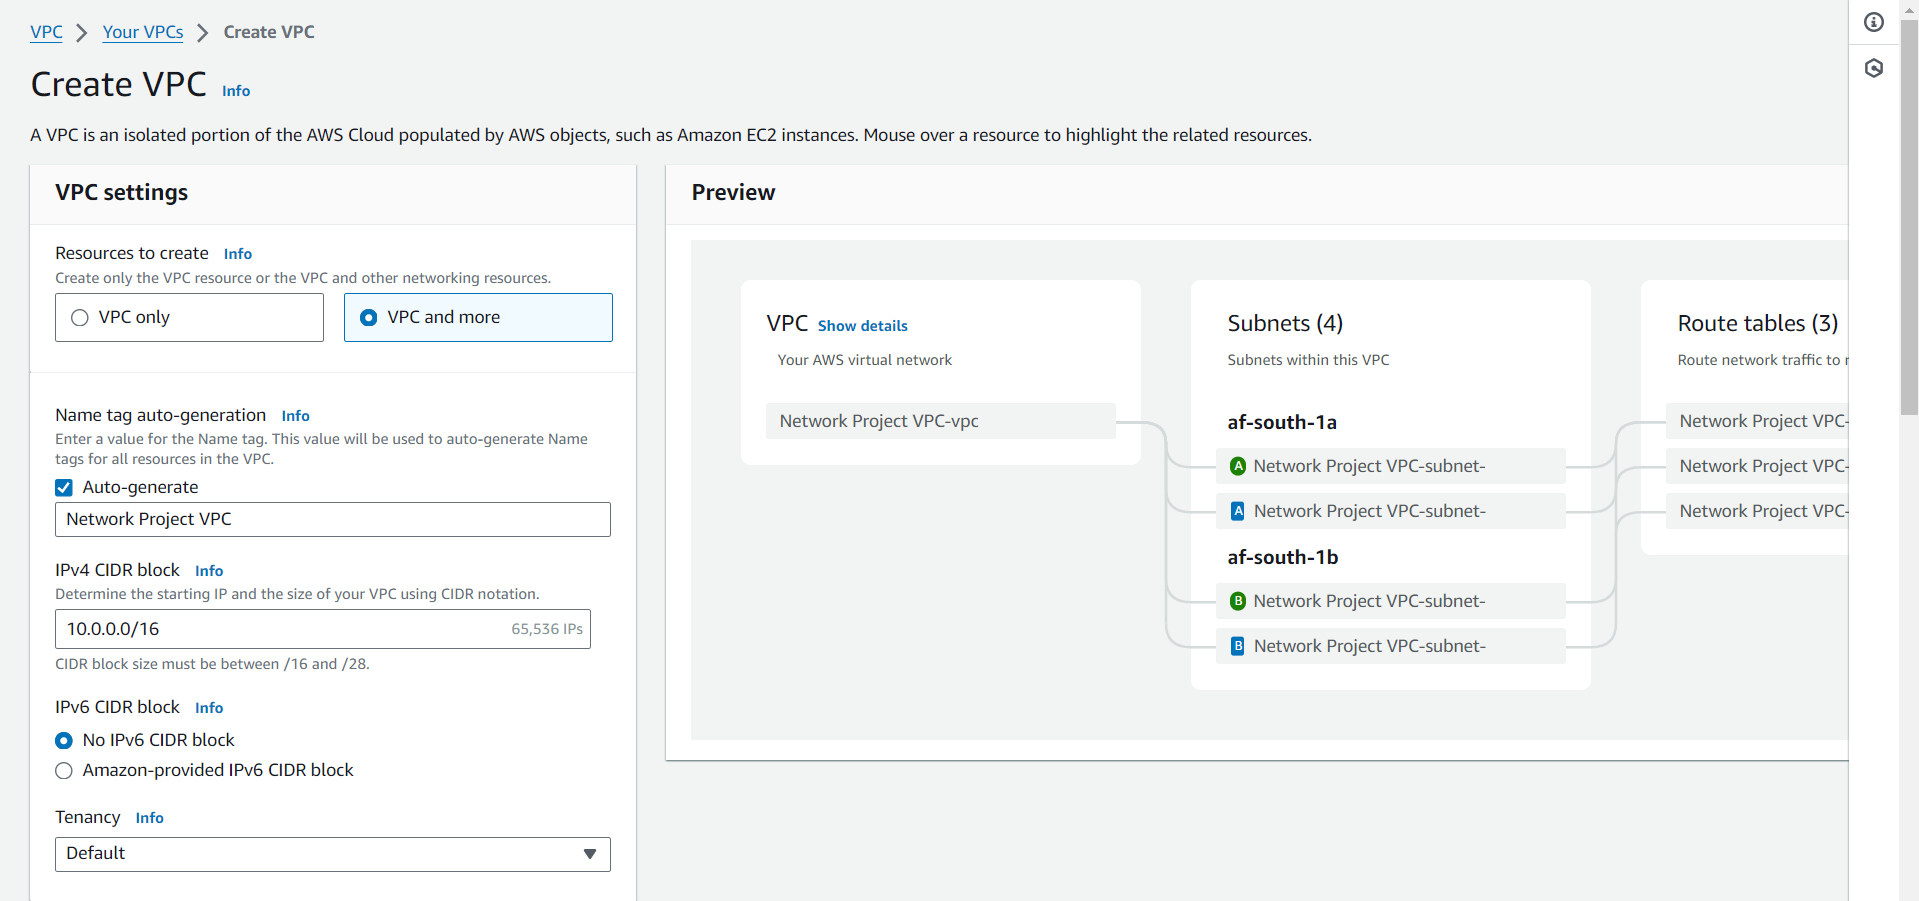 VPC > Your VPCs > Create VPC
Create VPC Info
A VPC is an isolated portion of the AWS Cloud populated by AWS objects, such as Amazon EC2 instances. Mouse over a resource to highlight the related resources.
VPC settings
Resources to create Info
Create only the VPC resource or the VPC and other networking resources.
VPC only
VPC and more
Name tag auto-generation Info
Enter a value for the Name tag. This value will be used to auto-generate Name
tags for all resources in the VPC.
Auto-generate
Network Project VPC
IPv4 CIDR block Info
Determine the starting IP and the size of your VPC using CIDR notation.
10.0.0.0/16 65,536 IPs
CIDR block size must be between /16 and /28.
IPv6 CIDR block Info
No IPv6 CIDR block
Amazon-provided IPv6 CIDR block
Tenancy Info
Default
Preview
VPC Show details
Your AWS virtual network
Network Project VPC-vpc
Subnets (4)
Subnets within this VPC
af-south-1a
A Network Project VPC-subnet-
A Network Project VPC-subnet-
af-south-1b
B Network Project VPC-subnet-
B Network Project VPC-subnet-
Route tables (3)
Route network traffic to
Network Project VPC-
Network Project VPC-
Network Project VPC-